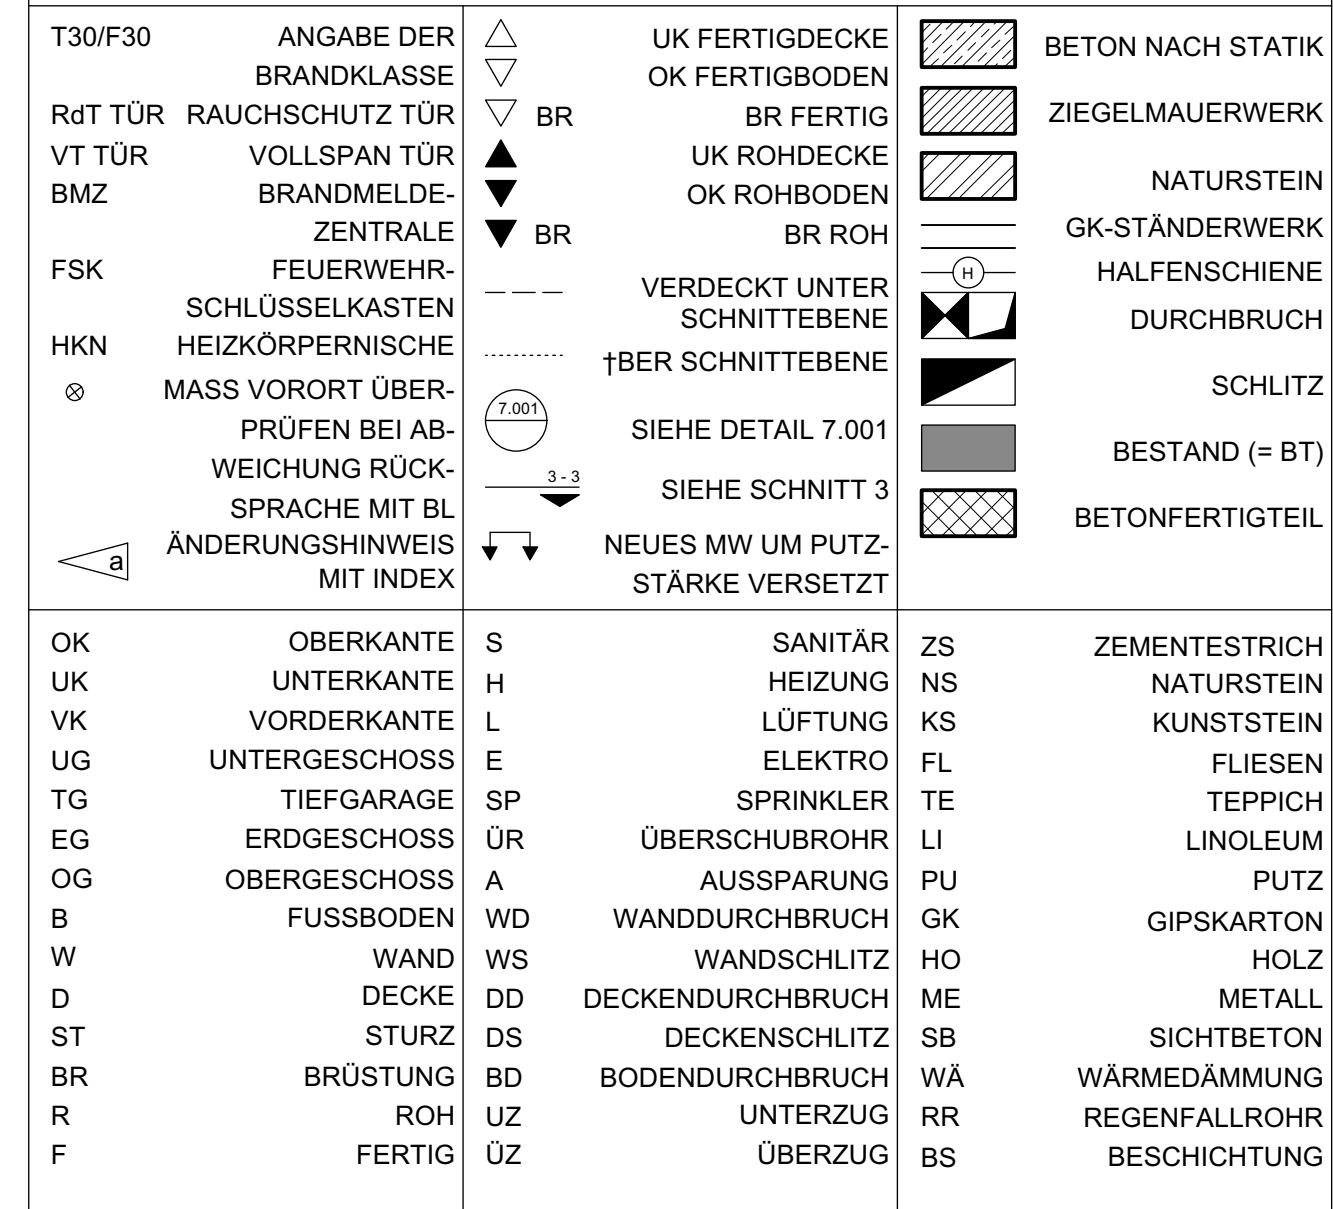 T30/F30 ANGABE DER
BRANDKLASSE
RdT TÜR RAUCHSCHUTZ TÜR
VT TÜR VOLLSPAN TÜR
BMZ BRANDMELDE-
ZENTRALE
FSK FEUERWEHR-
SCHLÜSSELKASTEN
HKN HEIZKÖRPERNISCHE
MASS VORORT ÜBER-
PRÜFEN BEI AB-
WEICHUNG RÜCK-
SPRACHE MIT BL
ÄNDERUNGSHINWEIS
a MIT INDEX
UK FERTIGDECKE
OK FERTIGBODEN
BR BR FERTIG
UK ROHDECKE
OK ROHBODEN
BR BR ROH
VERDECKT UNTER
SCHNITTEBENE
†BER SCHNITTEBENE
7.001 SIEHE DETAIL 7.001
3 - 3 SIEHE SCHNITT 3
NEUES MW UM PUTZ-
STÄRKE VERSETZT
BETON NACH STATIK
ZIEGELMAUERWERK
NATURSTEIN
GK-STÄNDERWERK
H HALFENSCHIENE
DURCHBRUCH
SCHLITZ
BESTAND (= BT)
BETONFERTIGTEIL
OK OBERKANTE
UK UNTERKANTE
VK VORDERKANTE
UG UNTERGESCHOSS
TG TIEFGARAGE
EG ERDGESCHOSS
OG OBERGESCHOSS
B FUSSBODEN
W WAND
D DECKE
ST STURZ
BR BRÜSTUNG
R ROH
F FERTIG
S SANITÄR
H HEIZUNG
L LÜFTUNG
E ELEKTRO
SP SPRINKLER
ÜR ÜBERSCHUBROHR
A AUSSPARUNG
WD WANDDURCHBRUCH
WS WANDSCHLITZ
DD DECKENDURCHBRUCH
DS DECKENSCHLITZ
BD BODENDURCHBRUCH
UZ UNTERZUG
ÜZ ÜBERZUG
ZS ZEMENTESTRICH
NS NATURSTEIN
KS KUNSTSTEIN
FL FLIESEN
TE TEPPICH
LI LINOLEUM
PU PUTZ
GK GIPSKARTON
HO HOLZ
ME METALL
SB SICHTBETON
WÄ WÄRMEDÄMMUNG
RR REGENFALLROHR
BS BESCHICHTUNG